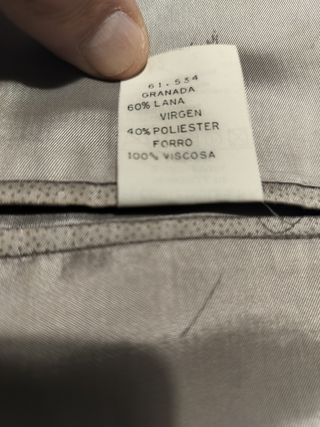 61.534
GRANADA
60% LANA
VIRGEN
40% POLIESTER
FORRO
100% VISCOSA